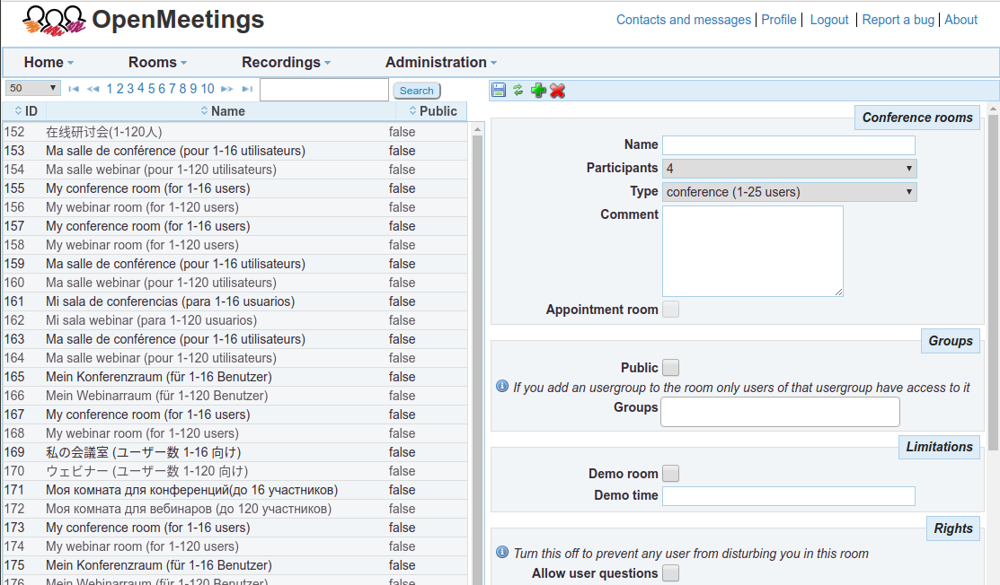 OpenMeetings
Contacts and messages Profile Logout Report a bug About
Home Rooms Recordings Administration
50 1 2 3 4 5 6 7 8 9 10 Search
ID Name Public
152 在线研讨会(1-120人) false
153 Ma salle de conférence (pour 1-16 utilisateurs) false
154 Ma salle webinar (pour 1-120 utilisateurs) false
155 My conference room (for 1-16 users) false
156 My webinar room (for 1-120 users) false
157 My conference room (for 1-16 users) false
158 My webinar room (for 1-120 users) false
159 Ma salle de conférence (pour 1-16 utilisateurs) false
160 Ma salle webinar (pour 1-120 utilisateurs) false
161 Mi sala de conferencias (para 1-16 usuarios) false
162 Mi sala webinar (para 1-120 usuarios) false
163 Ma salle de conférence (pour 1-16 utilisateurs) false
164 Ma salle webinar (pour 1-120 utilisateurs) false
165 Mein Konferenzraum (für 1-16 Benutzer) false
166 Mein Webinarraum (für 1-120 Benutzer) false
167 My conference room (for 1-16 users) false
168 My webinar room (for 1-120 users) false
169 私の会議室 (ユーザー数 1-16 向け) false
170 ウェビナー (ユーザー数 1-120 向け) false
171 Моя комната для конференций(до 16 участников) false
172 Моя комната для вебинаров (до 120 участников) false
173 My conference room (for 1-16 users) false
174 My webinar room (for 1-120 users) false
175 Mein Konferenzraum (für 1-16 Benutzer) false
176 Mein Webinarraum (für 1-120 Benutzer) false
Conference rooms
Name
Participants 4
Type conference (1-25 users)
Comment
Appointment room
Groups
Public
If you add an usergroup to the room only users of that usergroup have access to it
Groups
Limitations
Demo room
Demo time
Rights
Turn this off to prevent any user from disturbing you in this room
Allow user questions